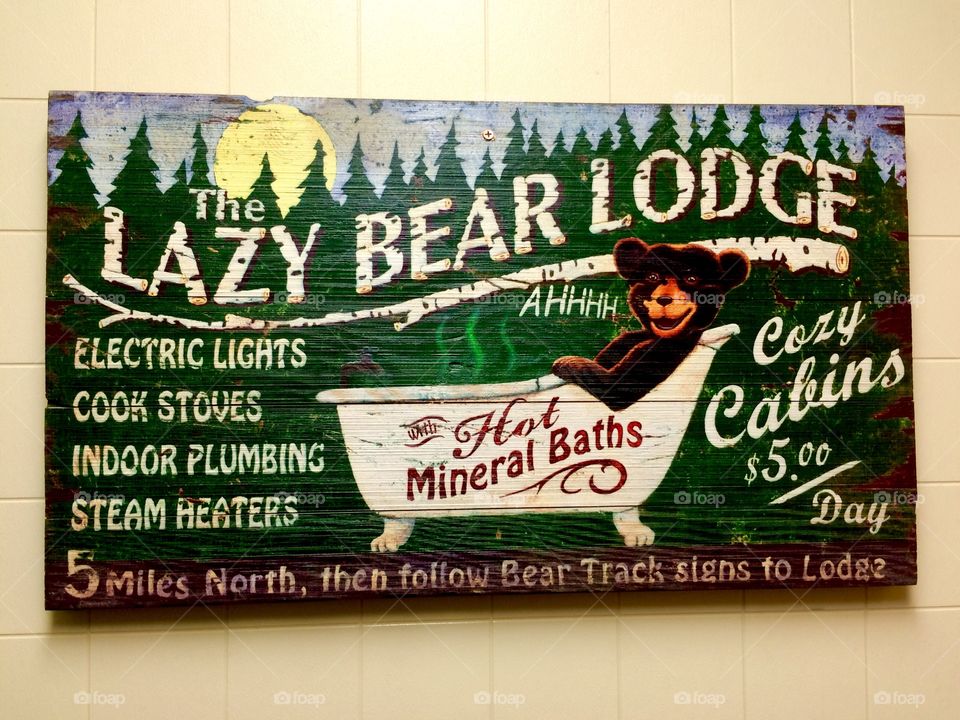 The
LAZY BEAR LODGE
AHHHH
ELECTRIC LIGHTS
COOK STOVES
INDOOR PLUMBING
STEAM HEATERS
with Hot
Mineral Baths
Cozy
Cabins
$5.00/
Day
5 Miles North, then follow Bear Track signs to Lodge